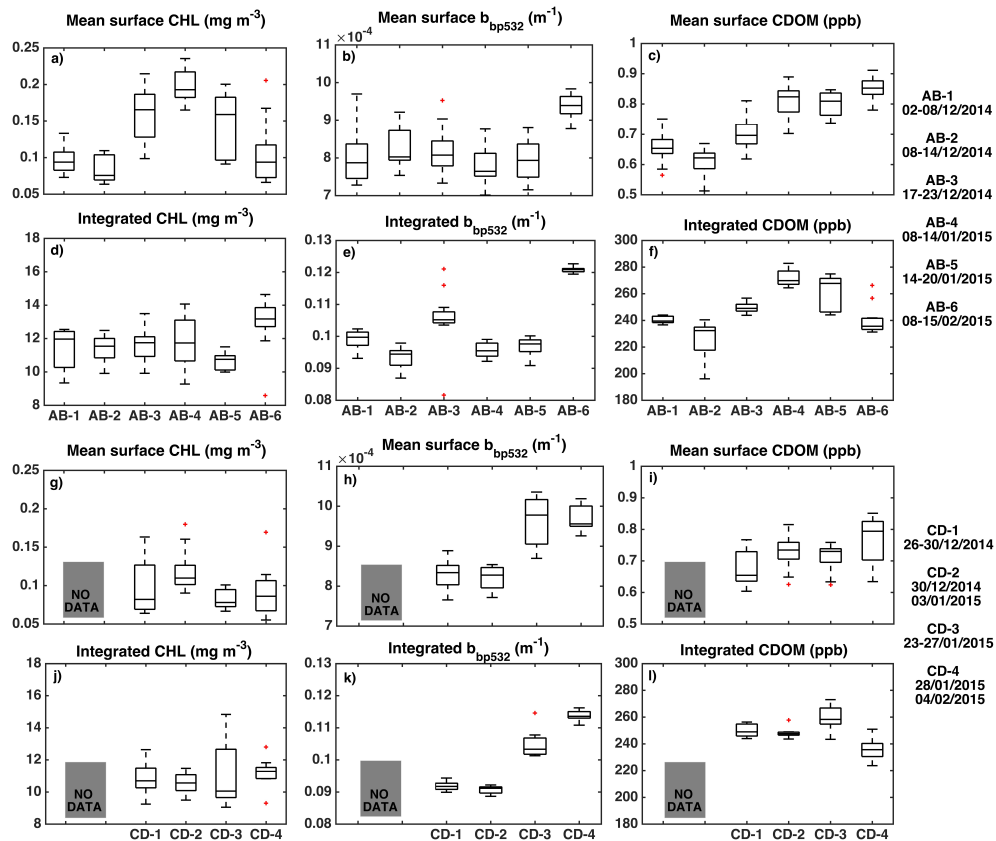 Mean surface CHL (mg m⁻³)
Mean surface b_bp532 (m⁻¹)
Mean surface CDOM (ppb)
×10⁻⁴
a)
0.25
0.2
0.15
0.1
0.05
b)
11
10
9
8
7
c)
1
0.9
0.8
0.7
0.6
0.5
AB-1
02-08/12/2014
AB-2
08-14/12/2014
AB-3
17-23/12/2014
AB-4
08-14/01/2015
AB-5
14-20/01/2015
AB-6
08-15/02/2015
Integrated CHL (mg m⁻³)
Integrated b_bp532 (m⁻¹)
Integrated CDOM (ppb)
d)
18
16
14
12
10
8
AB-1 AB-2 AB-3 AB-4 AB-5 AB-6
e)
0.13
0.12
0.11
0.1
0.09
0.08
AB-1 AB-2 AB-3 AB-4 AB-5 AB-6
f)
300
280
260
240
220
200
180
AB-1 AB-2 AB-3 AB-4 AB-5 AB-6
Mean surface CHL (mg m⁻³)
Mean surface b_bp532 (m⁻¹)
Mean surface CDOM (ppb)
×10⁻⁴
g)
0.25
0.2
0.15
0.1
0.05
NO
DATA
h)
11
10
9
8
7
NO
DATA
i)
1
0.9
0.8
0.7
0.6
0.5
NO
DATA
CD-1
26-30/12/2014
CD-2
30/12/2014
03/01/2015
CD-3
23-27/01/2015
CD-4
28/01/2015
04/02/2015
Integrated CHL (mg m⁻³)
Integrated b_bp532 (m⁻¹)
Integrated CDOM (ppb)
j)
18
16
14
12
10
8
NO
DATA
CD-1 CD-2 CD-3 CD-4
k)
0.13
0.12
0.11
0.1
0.09
0.08
NO
DATA
CD-1 CD-2 CD-3 CD-4
l)
300
280
260
240
220
200
180
NO
DATA
CD-1 CD-2 CD-3 CD-4